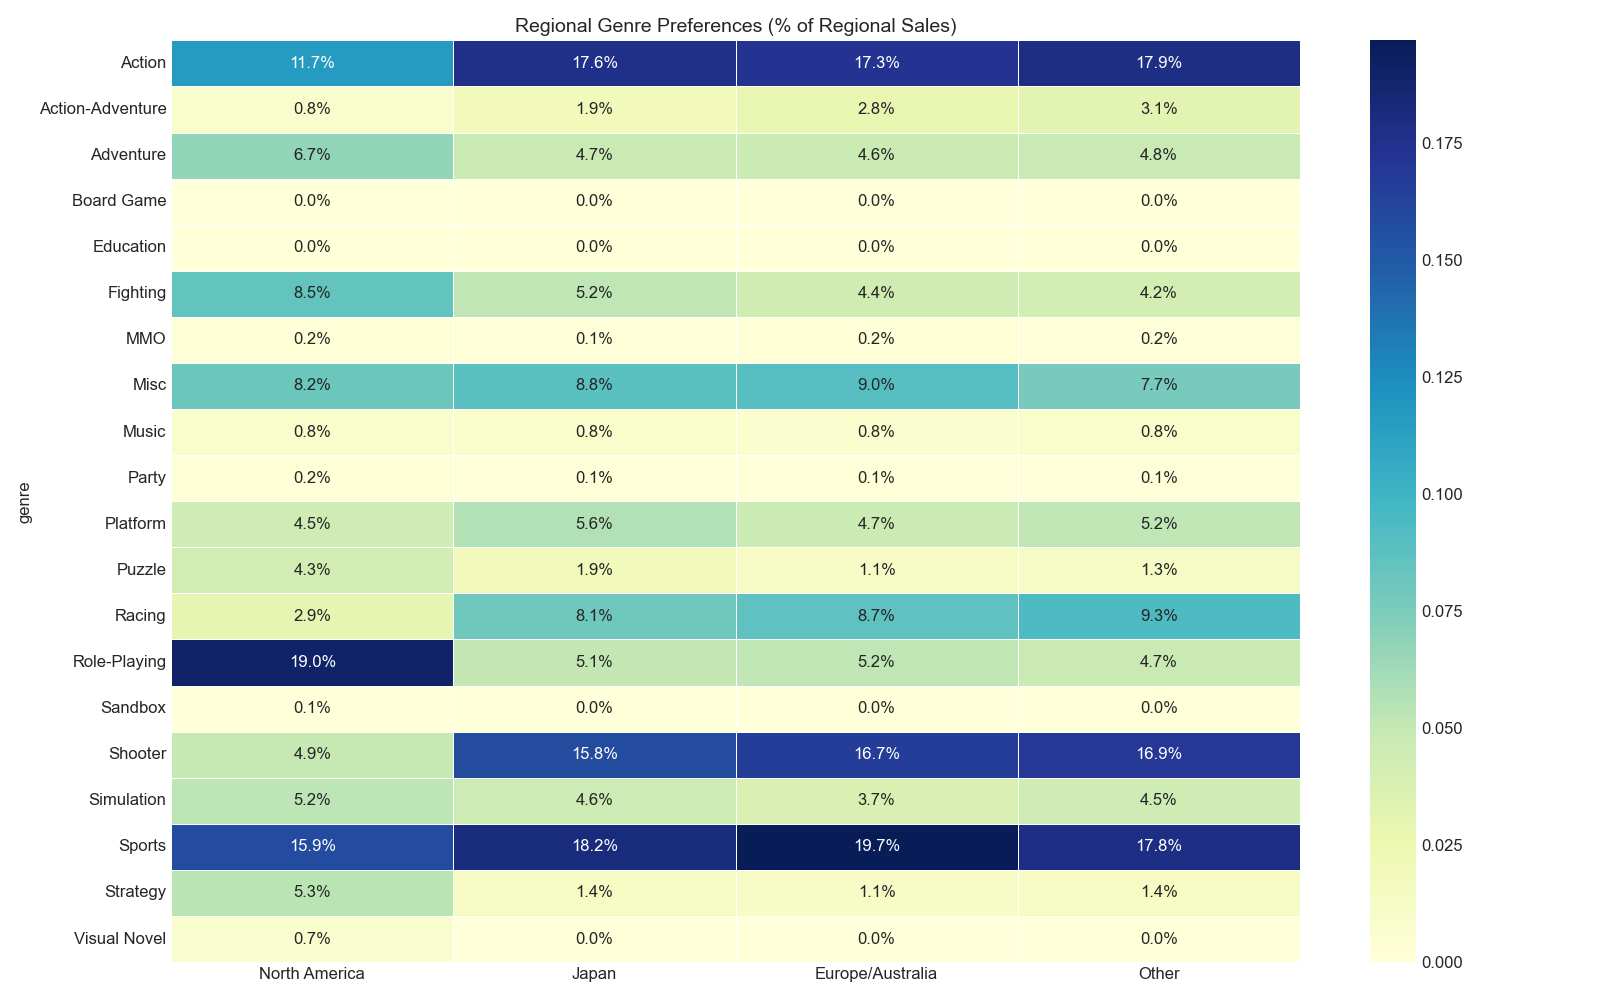 Regional Genre Preferences (% of Regional Sales)
genre
Action 11.7% 17.6% 17.3% 17.9%
Action-Adventure 0.8% 1.9% 2.8% 3.1%
Adventure 6.7% 4.7% 4.6% 4.8%
Board Game 0.0% 0.0% 0.0% 0.0%
Education 0.0% 0.0% 0.0% 0.0%
Fighting 8.5% 5.2% 4.4% 4.2%
MMO 0.2% 0.1% 0.2% 0.2%
Misc 8.2% 8.8% 9.0% 7.7%
Music 0.8% 0.8% 0.8% 0.8%
Party 0.2% 0.1% 0.1% 0.1%
Platform 4.5% 5.6% 4.7% 5.2%
Puzzle 4.3% 1.9% 1.1% 1.3%
Racing 2.9% 8.1% 8.7% 9.3%
Role-Playing 19.0% 5.1% 5.2% 4.7%
Sandbox 0.1% 0.0% 0.0% 0.0%
Shooter 4.9% 15.8% 16.7% 16.9%
Simulation 5.2% 4.6% 3.7% 4.5%
Sports 15.9% 18.2% 19.7% 17.8%
Strategy 5.3% 1.4% 1.1% 1.4%
Visual Novel 0.7% 0.0% 0.0% 0.0%
North America Japan Europe/Australia Other
0.175
0.150
0.125
0.100
0.075
0.050
0.025
0.000